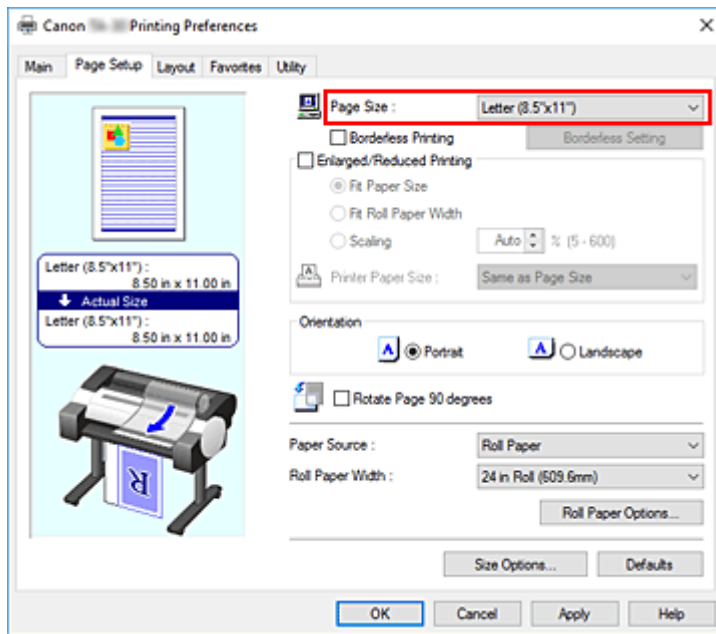 Canon Printing Preferences
Main Page Setup Layout Favorites Utility
Page Size : Letter (8.5"x11")
Borderless Printing Borderless Setting
Enlarged/Reduced Printing
Fit Paper Size
Fit Roll Paper Width
Scaling Auto % (5 - 600)
Printer Paper Size : Same as Page Size
Letter (8.5"x11") :
8.50 in x 11.00 in
Actual Size
Letter (8.5"x11") :
8.50 in x 11.00 in
Orientation
A Portrait A Landscape
Rotate Page 90 degrees
Paper Source : Roll Paper
Roll Paper Width : 24 in Roll (609.6mm)
Roll Paper Options...
R
Size Options... Defaults
OK Cancel Apply Help